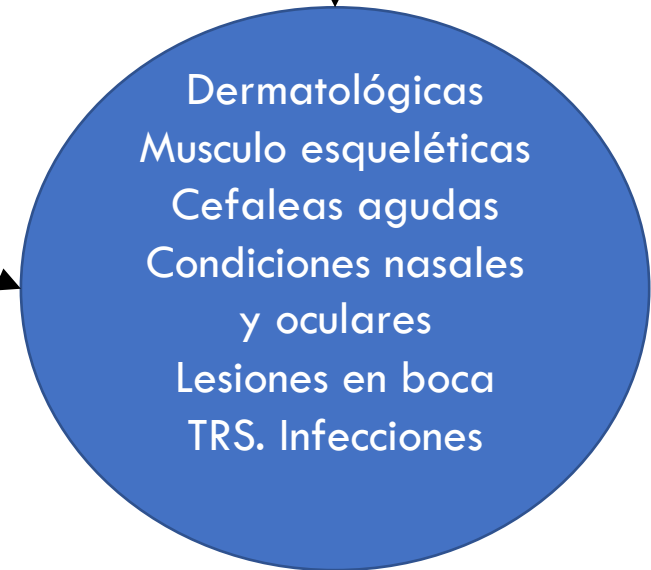 Dermatológicas
Musculo esqueléticas
Cefaleas agudas
Condiciones nasales
y oculares
Lesiones en boca
TRS. Infecciones